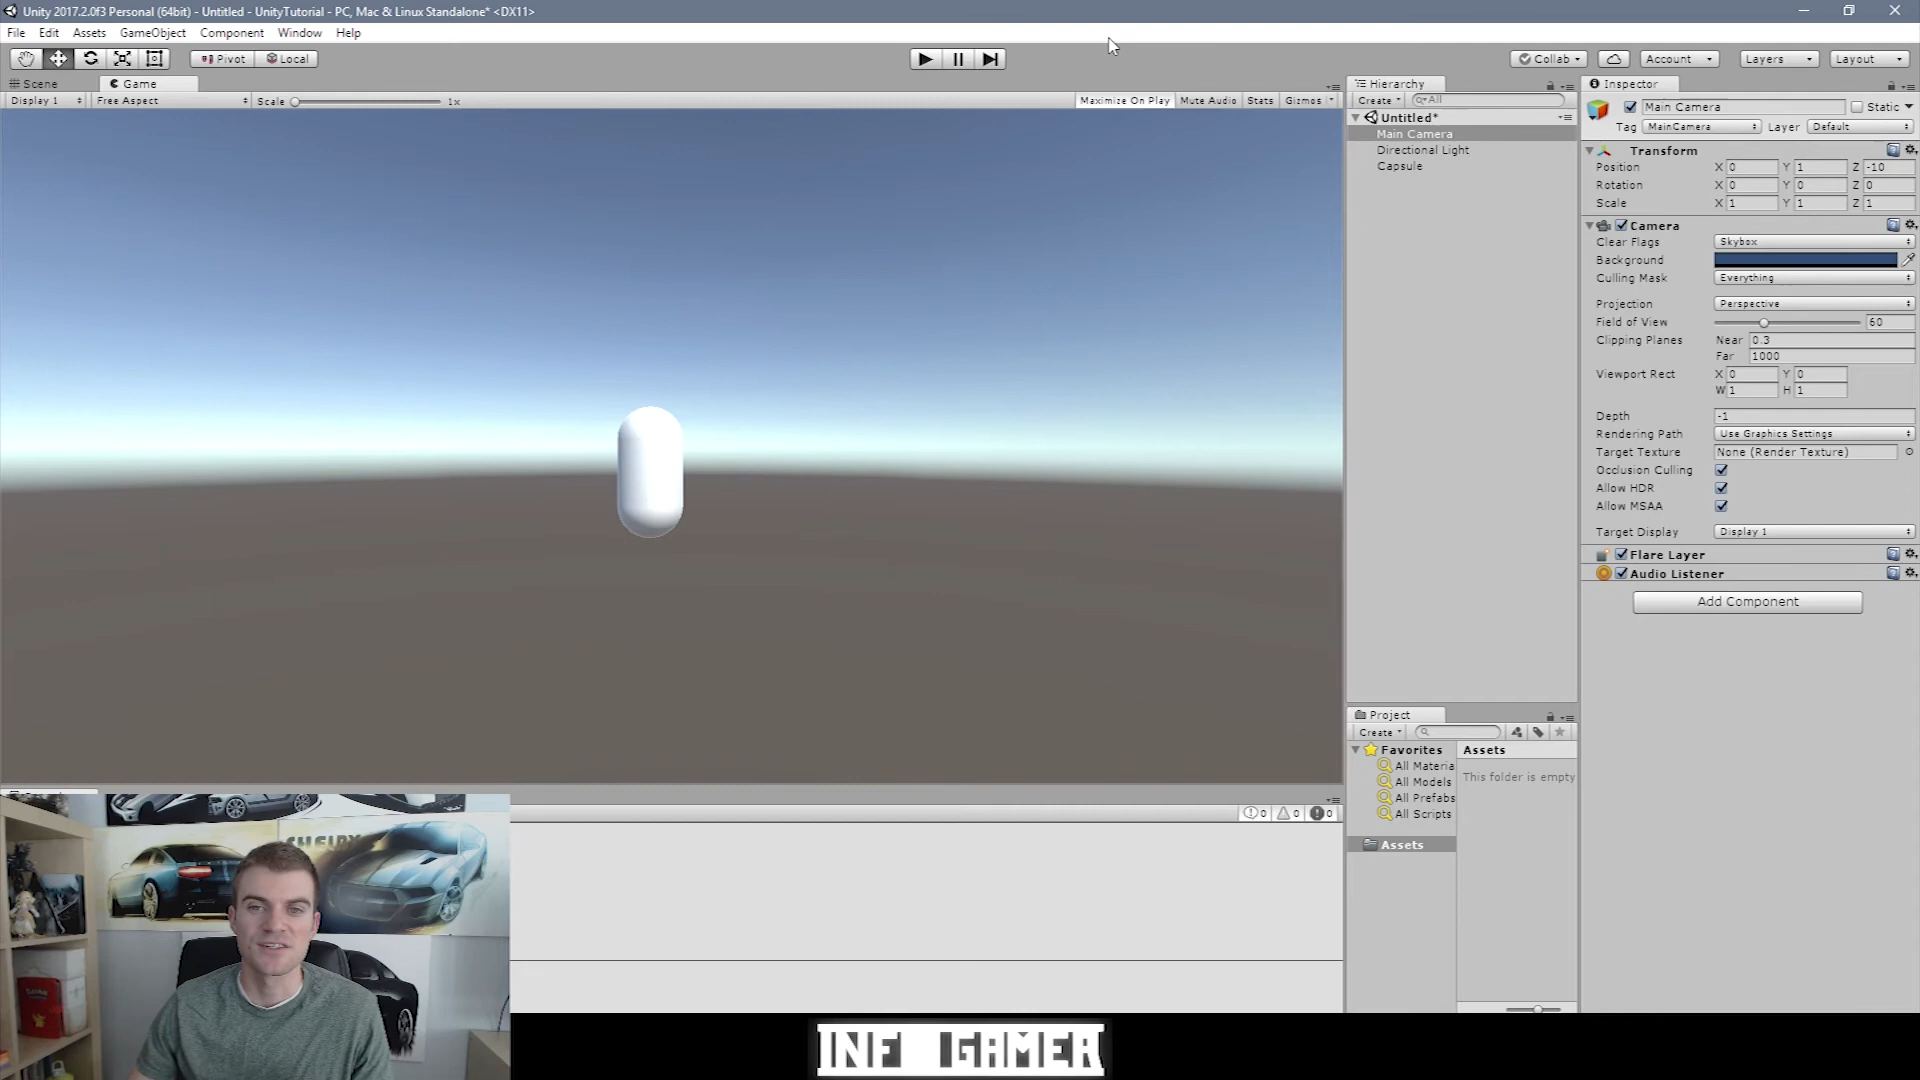 Unity 2017.2.0f3 Personal (64bit) - Untitled - UnityTutorial - PC, Mac & Linux Standalone* <DX11>
File Edit Assets GameObject Component Window Help
Pivot Local Collab Account Layers Layout
Scene Game
Display 1 Free Aspect Scale 1x Maximize On Play Mute Audio Stats Gizmos
Hierarchy
Create All
Untitled*
Main Camera
Directional Light
Capsule
Inspector
Main Camera Static
Tag MainCamera Layer Default
Transform
Position X 0 Y 1 Z -10
Rotation X 0 Y 0 Z 0
Scale X 1 Y 1 Z 1
Camera
Clear Flags Skybox
Background
Culling Mask Everything
Projection Perspective
Field of View 60
Clipping Planes Near 0.3
Far 1000
Viewport Rect X 0 Y 0
W 1 H 1
Depth -1
Rendering Path Use Graphics Settings
Target Texture None (Render Texture)
Occlusion Culling
Allow HDR
Allow MSAA
Target Display Display 1
Flare Layer
Audio Listener
Add Component
Project
Create
Favorites
All Materia
All Models
All Prefabs
All Scripts
Assets
Assets
This folder is empty
0 0 0
INF GAMER